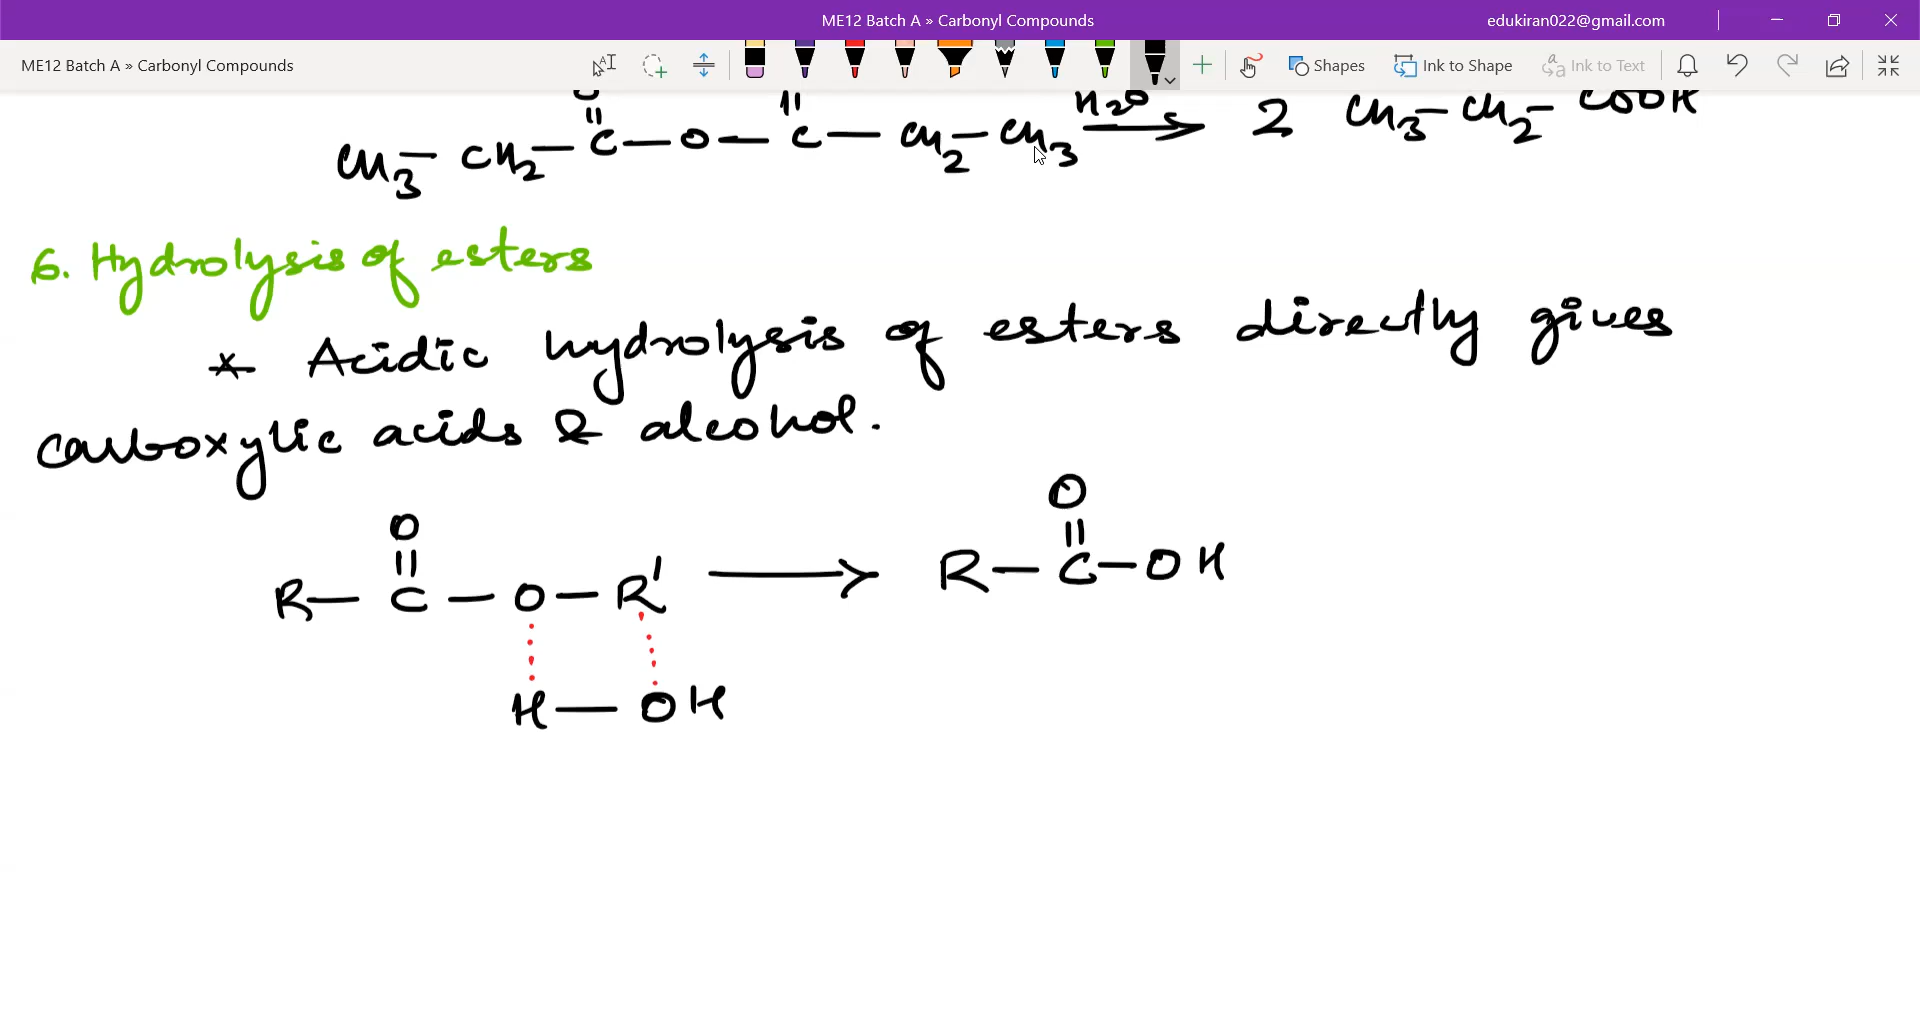 ME12 Batch A » Carbonyl Compounds
edukiran022@gmail.com
ME12 Batch A » Carbonyl Compounds
Shapes
Ink to Shape
Ink to Text
O
||
||
H2O
CH3 — CH2 — C — O — C — CH2 — CH3 → 2 CH3 — CH2 — COOH
6. Hydrolysis of esters
* Acidic hydrolysis of esters directly gives
carboxylic acids & alcohol.
O
||
R — C — O — R' → R — C — OH
O
||
H — OH